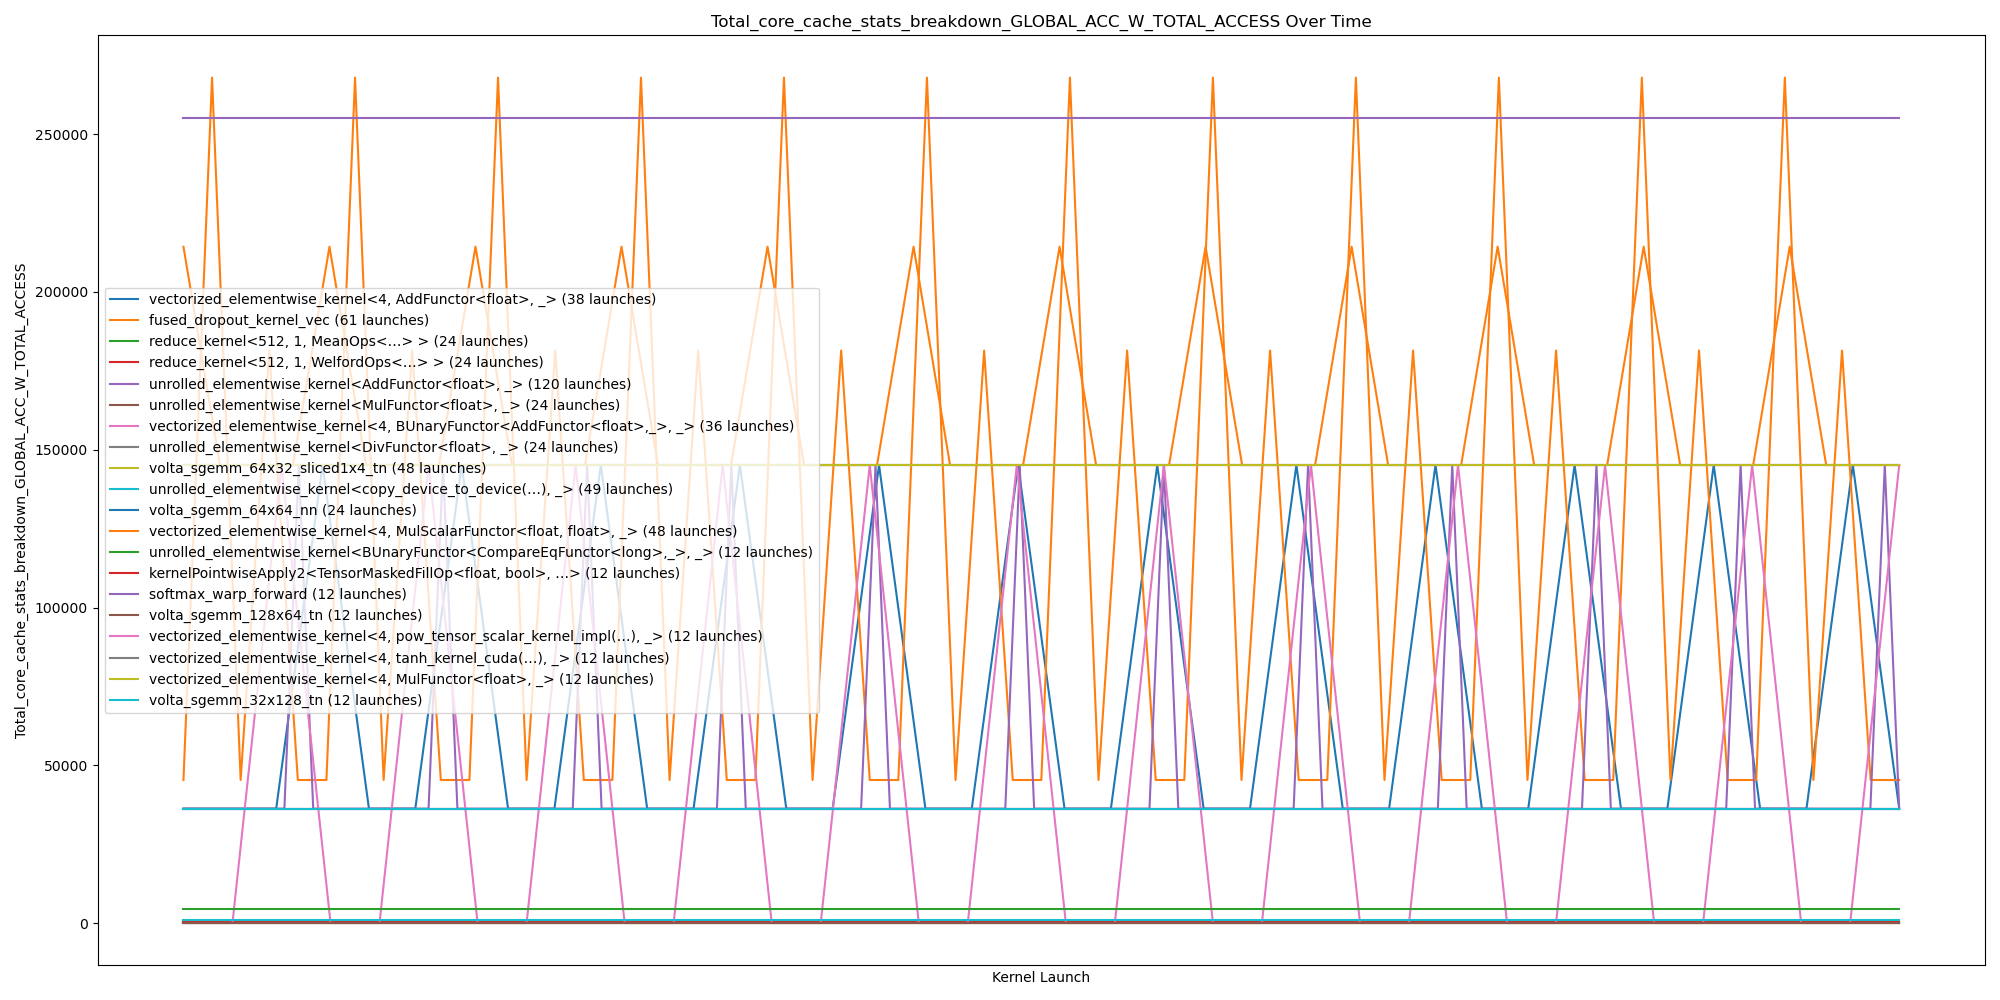 Total_core_cache_stats_breakdown_GLOBAL_ACC_W_TOTAL_ACCESS Over Time
Total_core_cache_stats_breakdown_GLOBAL_ACC_W_TOTAL_ACCESS
250000
200000
150000
100000
50000
0
vectorized_elementwise_kernel<4, AddFunctor<float>, _> (38 launches)
fused_dropout_kernel_vec (61 launches)
reduce_kernel<512, 1, MeanOps<...> > (24 launches)
reduce_kernel<512, 1, WelfordOps<...> > (24 launches)
unrolled_elementwise_kernel<AddFunctor<float>, _> (120 launches)
unrolled_elementwise_kernel<MulFunctor<float>, _> (24 launches)
vectorized_elementwise_kernel<4, BUnaryFunctor<AddFunctor<float>,_>, _> (36 launches)
unrolled_elementwise_kernel<DivFunctor<float>, _> (24 launches)
volta_sgemm_64x32_sliced1x4_tn (48 launches)
unrolled_elementwise_kernel<copy_device_to_device(...), _> (49 launches)
volta_sgemm_64x64_nn (24 launches)
vectorized_elementwise_kernel<4, MulScalarFunctor<float, float>, _> (48 launches)
unrolled_elementwise_kernel<BUnaryFunctor<CompareEqFunctor<long>,_>, _> (12 launches)
kernelPointwiseApply2<TensorMaskedFillOp<float, bool>, ...> (12 launches)
softmax_warp_forward (12 launches)
volta_sgemm_128x64_tn (12 launches)
vectorized_elementwise_kernel<4, pow_tensor_scalar_kernel_impl(...), _> (12 launches)
vectorized_elementwise_kernel<4, tanh_kernel_cuda(...), _> (12 launches)
vectorized_elementwise_kernel<4, MulFunctor<float>, _> (12 launches)
volta_sgemm_32x128_tn (12 launches)
Kernel Launch